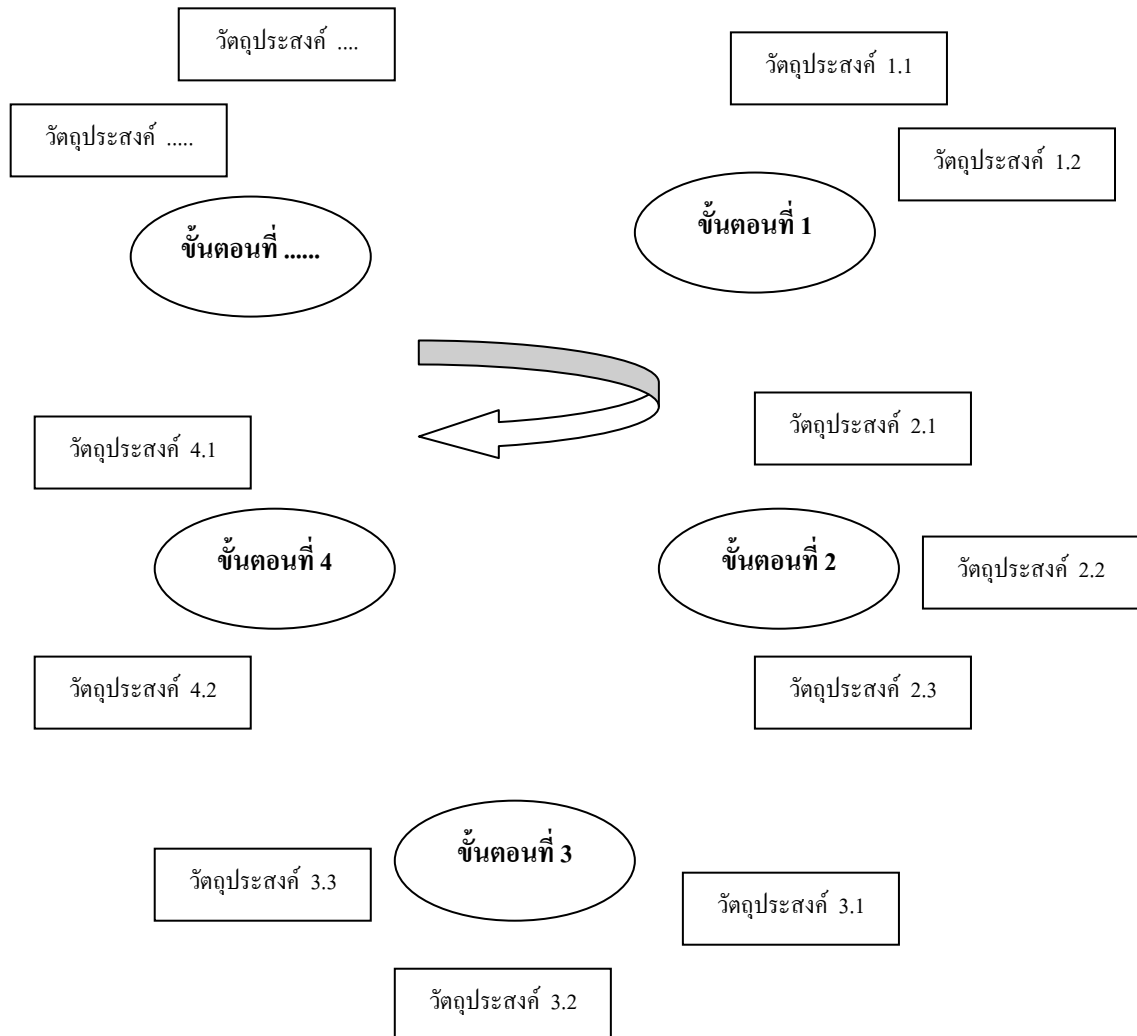 วัตถุประสงค์ ....
วัตถุประสงค์ 1.1
วัตถุประสงค์ .....
วัตถุประสงค์ 1.2
ขั้นตอนที่ ......
ขั้นตอนที่ 1
วัตถุประสงค์ 4.1
วัตถุประสงค์ 2.1
ขั้นตอนที่ 4
ขั้นตอนที่ 2
วัตถุประสงค์ 2.2
วัตถุประสงค์ 4.2
วัตถุประสงค์ 2.3
ขั้นตอนที่ 3
วัตถุประสงค์ 3.3
วัตถุประสงค์ 3.1
วัตถุประสงค์ 3.2